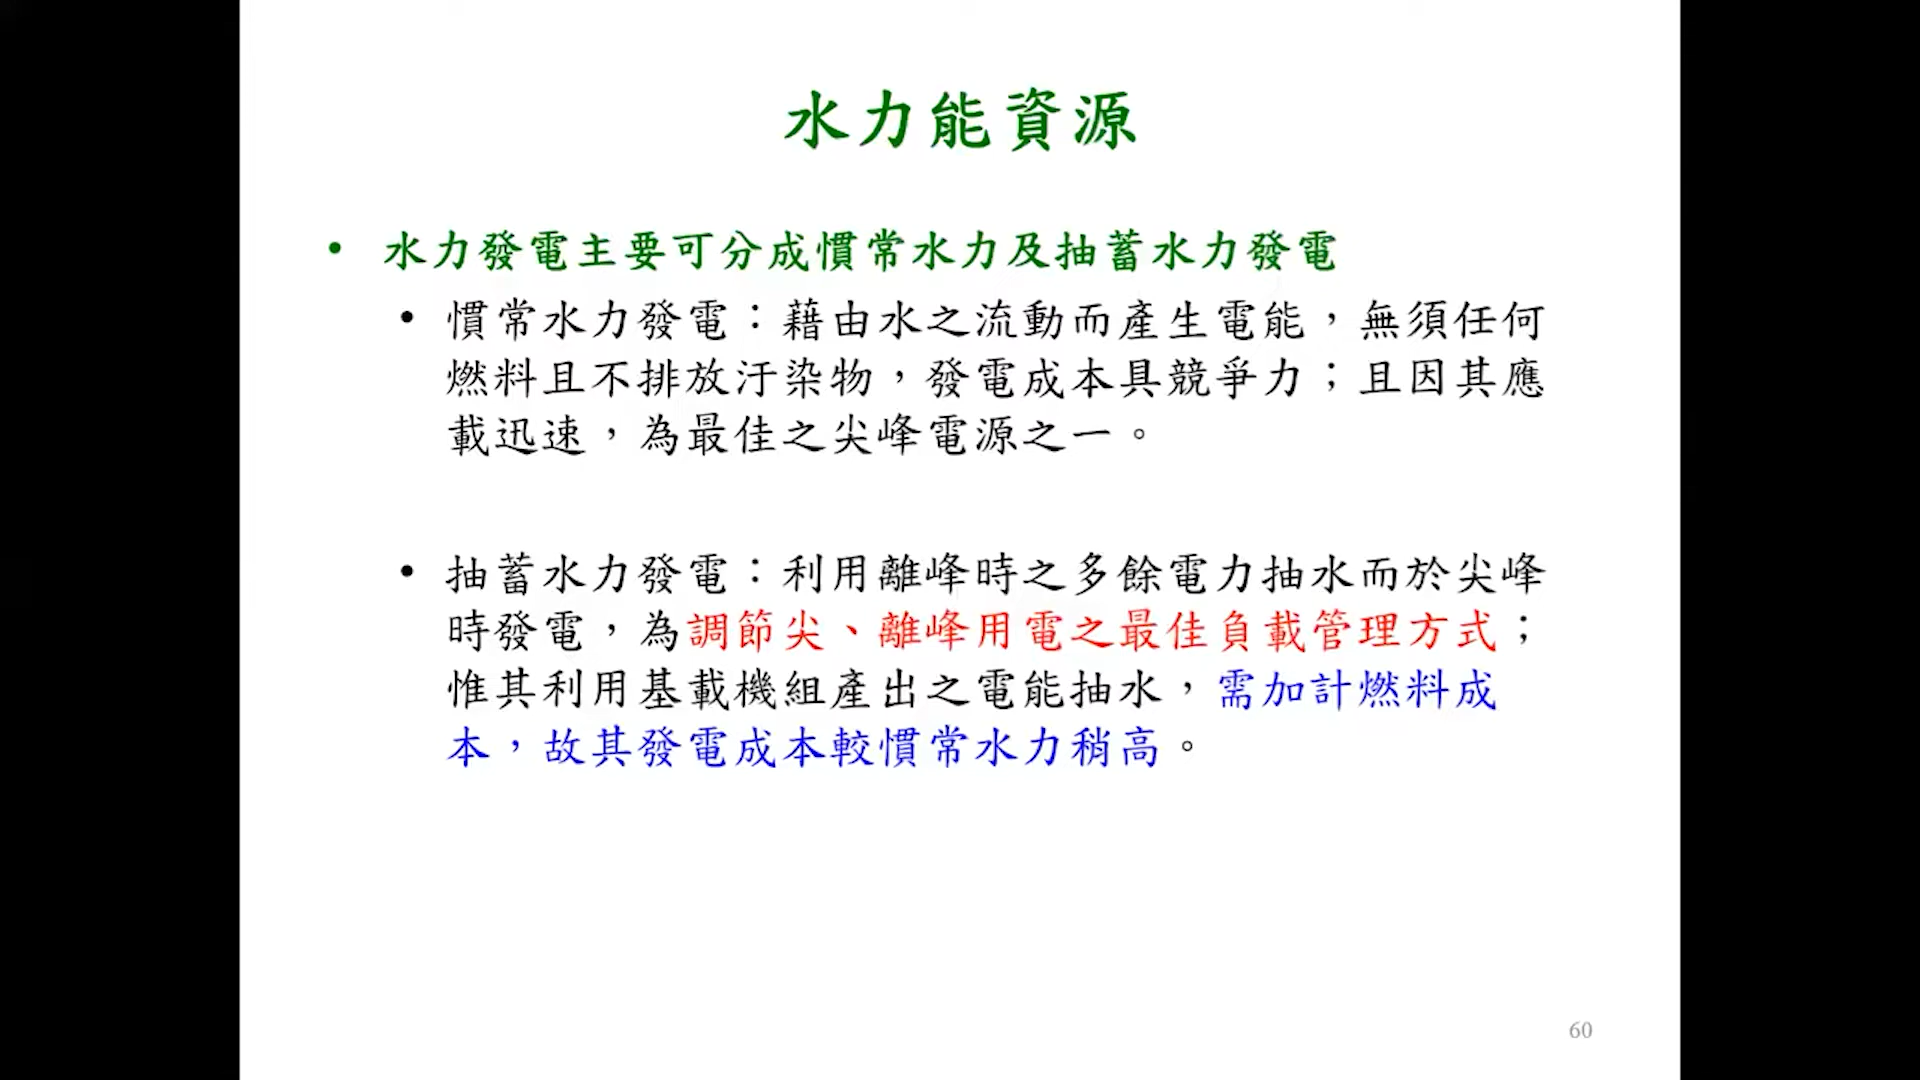 水力能資源
• 水力發電主要可分成慣常水力及抽蓄水力發電
• 慣常水力發電：藉由水之流動而產生電能，無須任何
燃料且不排放汙染物，發電成本具競爭力；且因其應
載迅速，為最佳之尖峰電源之一。
• 抽蓄水力發電：利用離峰時之多餘電力抽水而於尖峰
時發電，為調節尖、離峰用電之最佳負載管理方式；
惟其利用基載機組產出之電能抽水，需加計燃料成
本，故其發電成本較慣常水力稍高。
60